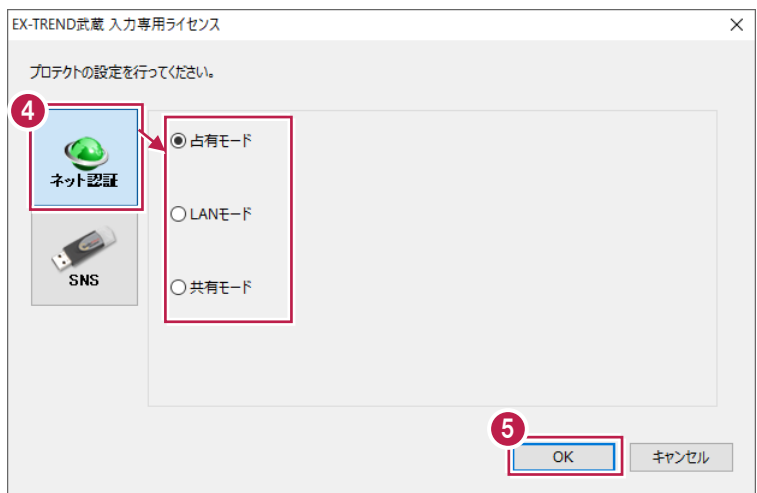 EX-TREND武蔵 入力専用ライセンス
プロテクトの設定を行ってください。
4
ネット認証
SNS
占有モード
LANモード
共有モード
5
OK
キャンセル